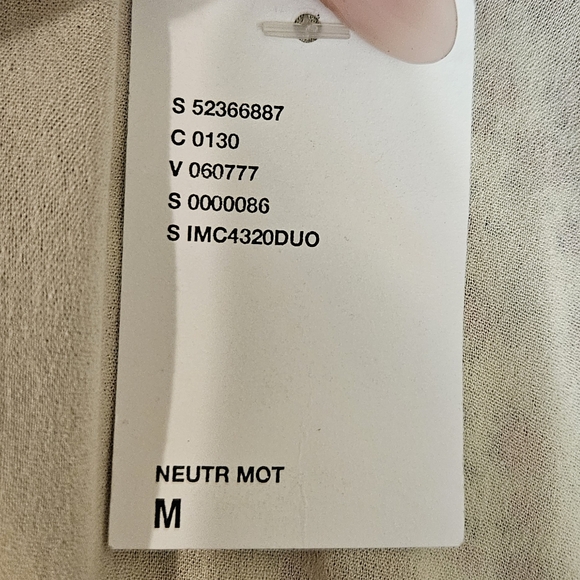 S 52366887
C 0130
V 060777
S 0000086
S IMC4320DUO
NEUTR MOT
M